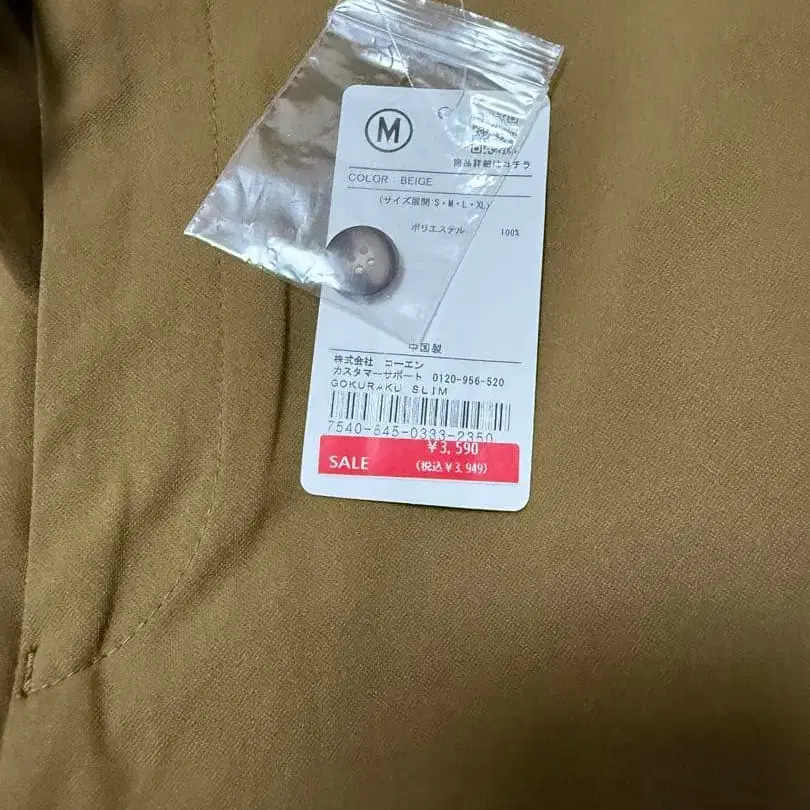 M
商品詳細はコチラ
COLOR : BEIGE
(サイズ展開:S・M・L・XL)
ポリエステル 100%
中国製
株式会社 コーエン
カスタマーサポート 0120-956-520
GOKURAKU SLIM
7540-645-0333-2350
¥3,590
SALE (税込¥3,949)